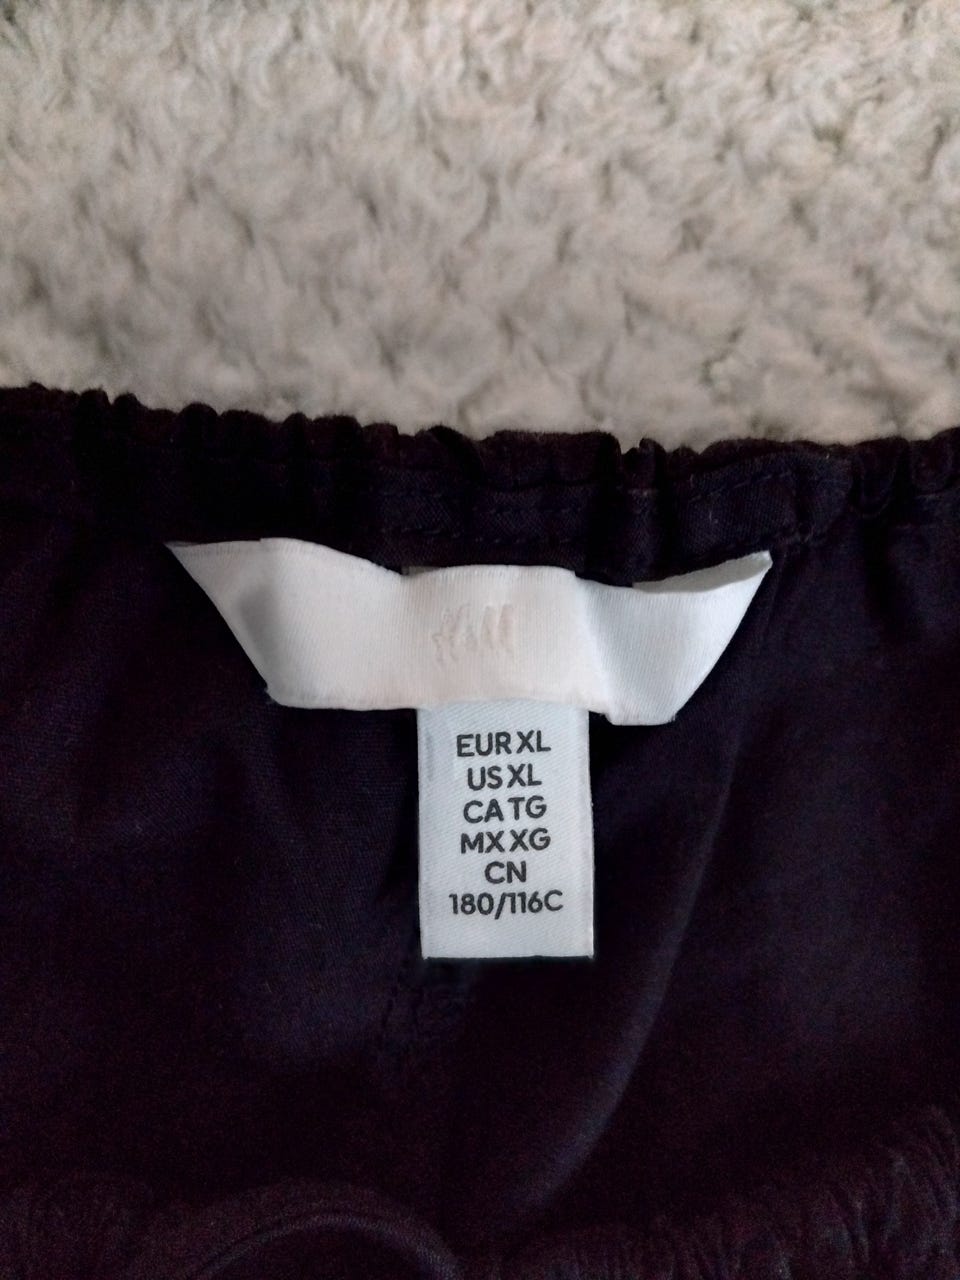 H&M
EUR XL
US XL
CA TG
MX XG
CN
180/116C